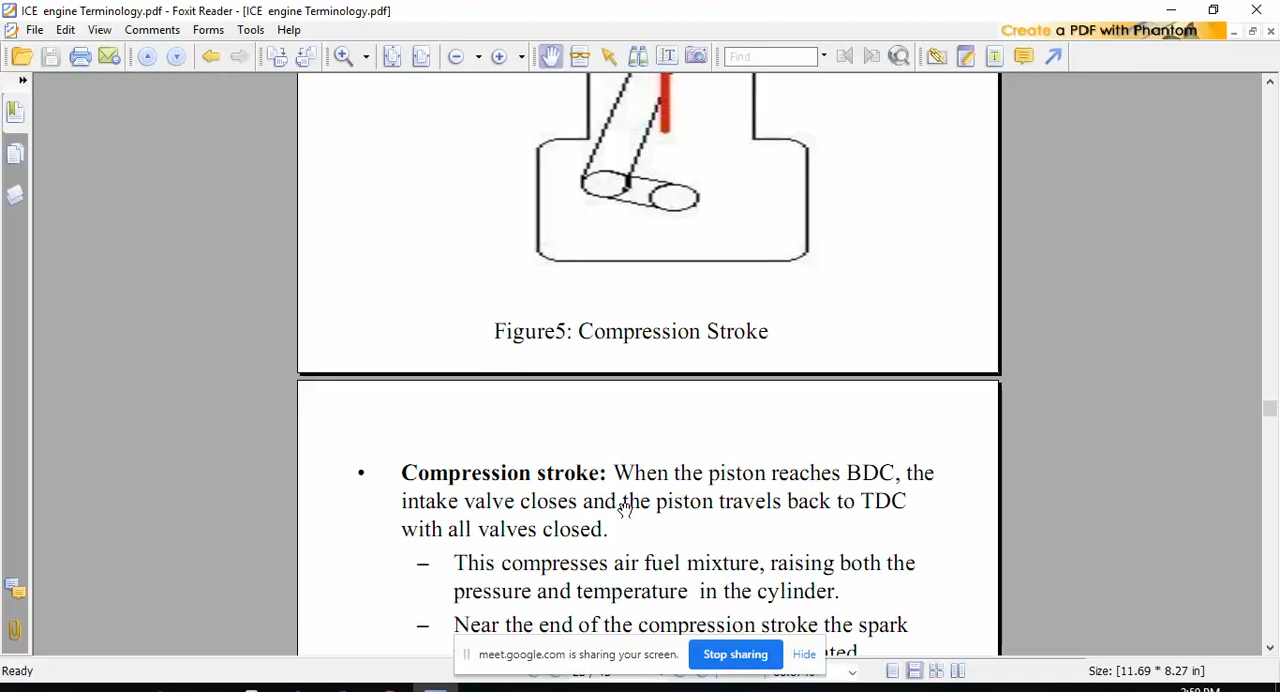 ICE engine Terminology.pdf - Foxit Reader - [ICE engine Terminology.pdf]
File Edit View Comments Forms Tools Help
Create a PDF with Phantom
Find
Figure5: Compression Stroke
• Compression stroke: When the piston reaches BDC, the
intake valve closes and the piston travels back to TDC
with all valves closed.
– This compresses air fuel mixture, raising both the
pressure and temperature in the cylinder.
– Near the end of the compression stroke the spark
meet.google.com is sharing your screen. Stop sharing Hide
Ready
Size: [11.69 * 8.27 in]